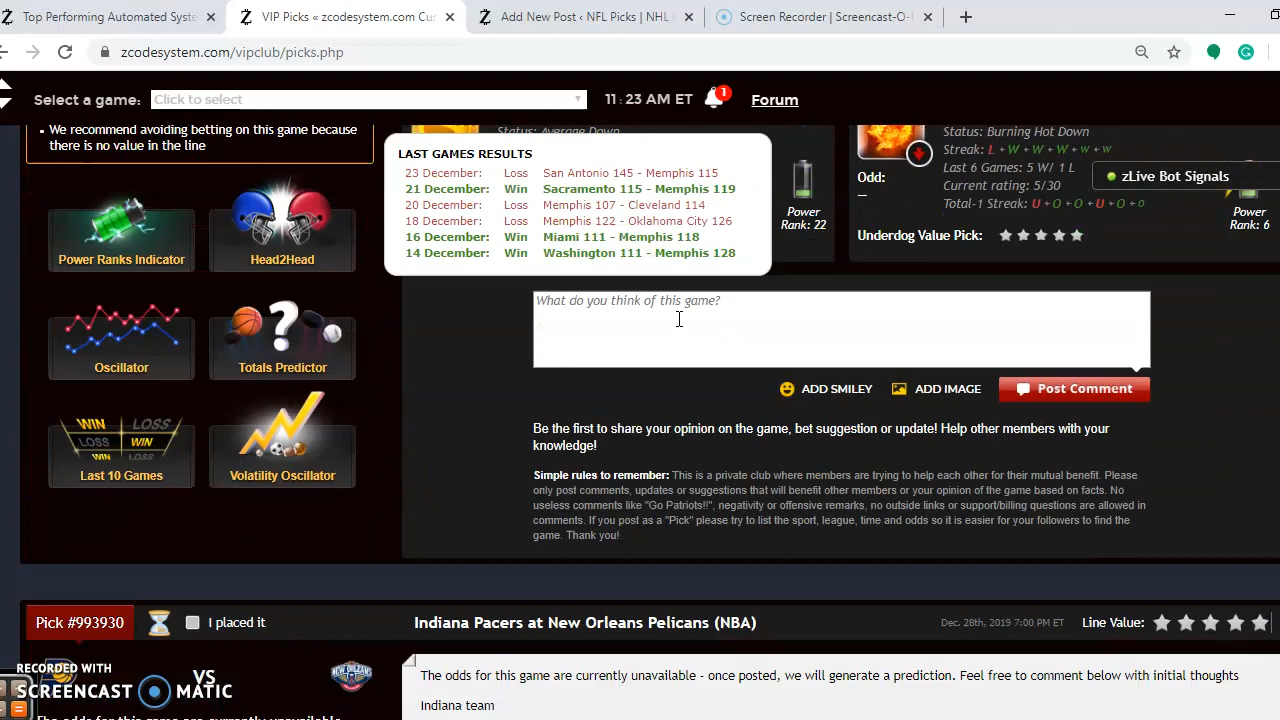 Top Performing Automated Syste
VIP Picks « zcodesystem.com Cu
Add New Post ‹ NFL Picks | NHL
Screen Recorder | Screencast-O-
zcodesystem.com/vipclub/picks.php
Select a game:
Click to select
11:23 AM ET
1
Forum
• We recommend avoiding betting on this game because
there is no value in the line
Status: Average Down
LAST GAMES RESULTS
23 December: Loss San Antonio 145 - Memphis 115
21 December: Win Sacramento 115 - Memphis 119
20 December: Loss Memphis 107 - Cleveland 114
18 December: Loss Memphis 122 - Oklahoma City 126
16 December: Win Miami 111 - Memphis 118
14 December: Win Washington 111 - Memphis 128
Power
Rank: 22
Odd:
—
Status: Burning Hot Down
Streak: L + W + W + W + W + W
Last 6 Games: 5 W/ 1 L
Current rating: 5/30
Total-1 Streak: U + O + O + U + O + O
Underdog Value Pick:
zLive Bot Signals
Power
Rank: 6
Power Ranks Indicator
Head2Head
Oscillator
Totals Predictor
WIN LOSS
LOSS WIN
WIN LOSS
Last 10 Games
Volatility Oscillator
What do you think of this game?
ADD SMILEY
ADD IMAGE
Post Comment
Be the first to share your opinion on the game, bet suggestion or update! Help other members with your
knowledge!
Simple rules to remember: This is a private club where members are trying to help each other for their mutual benefit. Please
only post comments, updates or suggestions that will benefit other members or your opinion of the game based on facts. No
useless comments like "Go Patriots!!", negativity or offensive remarks, no outside links or support/billing questions are allowed in
comments. If you post as a "Pick" please try to list the sport, league, time and odds so it is easier for your followers to find the
game. Thank you!
Pick #993930
I placed it
Indiana Pacers at New Orleans Pelicans (NBA)
Dec. 28th, 2019 7:00 PM ET
Line Value:
VS
RECORDED WITH
SCREENCAST MATIC
The odds for this game are currently unavailable - once posted, we will generate a prediction. Feel free to comment below with initial thoughts
Indiana team
The odds for this game are currently unavailable